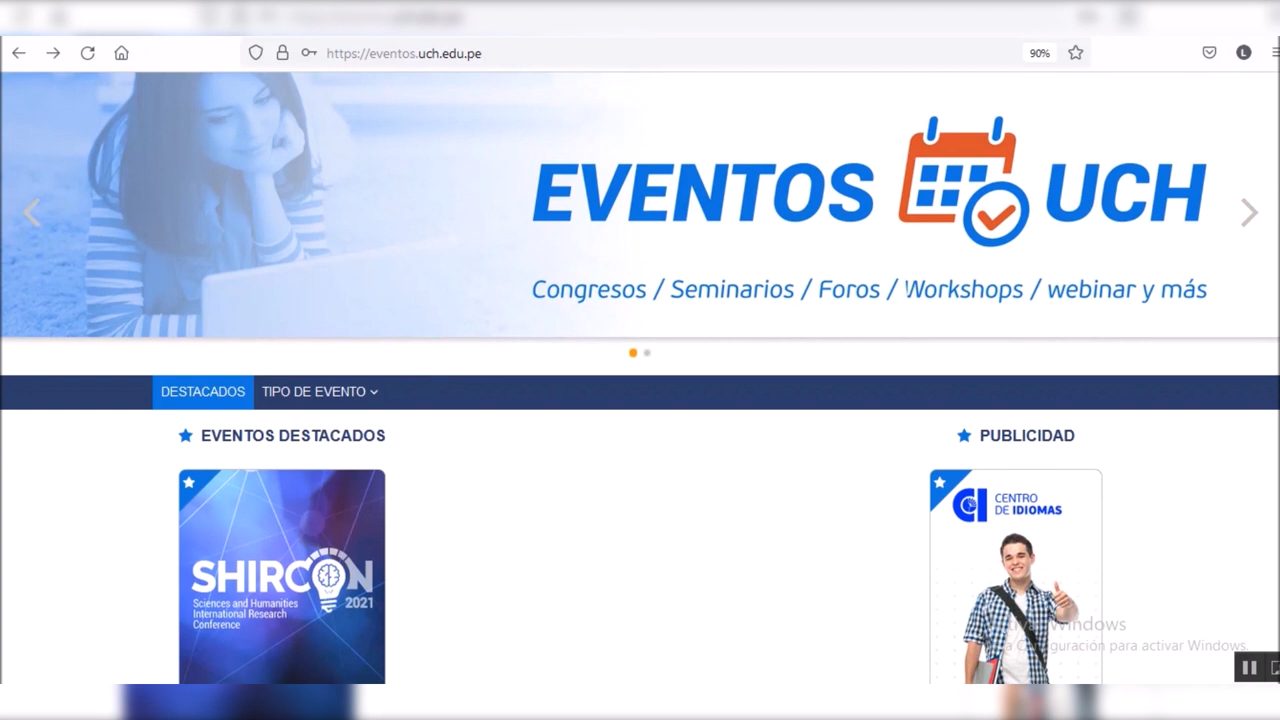 https://eventos.uch.edu.pe
90%
L
EVENTOS UCH
Congresos / Seminarios / Foros / Workshops / webinar y más
DESTACADOS TIPO DE EVENTO
EVENTOS DESTACADOS
PUBLICIDAD
SHIRCON
2021
Sciences and Humanities
International Research
Conference
CI CENTRO
DE IDIOMAS
Windows
Configuración para activar Windows.